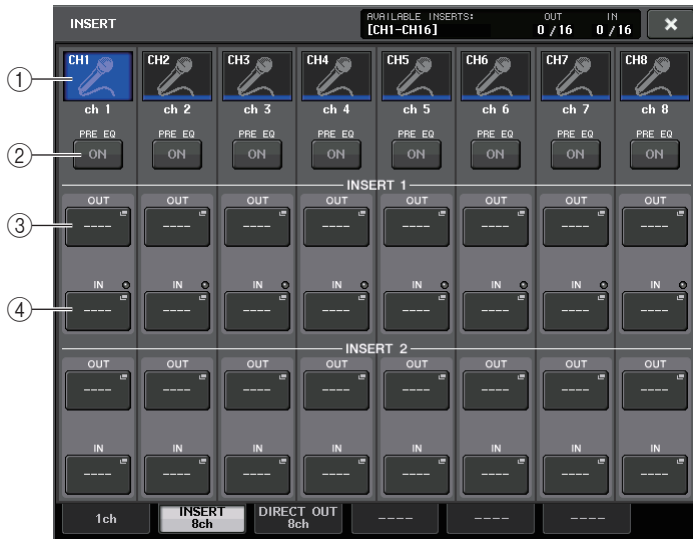 INSERT
AVAILABLE INSERTS: OUT IN
[CH1-CH16] 0 / 16 0 / 16
CH1 CH2 CH3 CH4 CH5 CH6 CH7 CH8
1
ch 1 ch 2 ch 3 ch 4 ch 5 ch 6 ch 7 ch 8
PRE EQ PRE EQ PRE EQ PRE EQ PRE EQ PRE EQ PRE EQ PRE EQ
2 ON ON ON ON ON ON ON ON
INSERT 1
OUT OUT OUT OUT OUT OUT OUT OUT
3 ---- ---- ---- ---- ---- ---- ---- ----
IN IN IN IN IN IN IN IN
4 ---- ---- ---- ---- ---- ---- ---- ----
INSERT 2
OUT OUT OUT OUT OUT OUT OUT OUT
---- ---- ---- ---- ---- ---- ---- ----
IN IN IN IN IN IN IN IN
---- ---- ---- ---- ---- ---- ---- ----
1ch INSERT 8ch DIRECT OUT 8ch ---- ---- ----